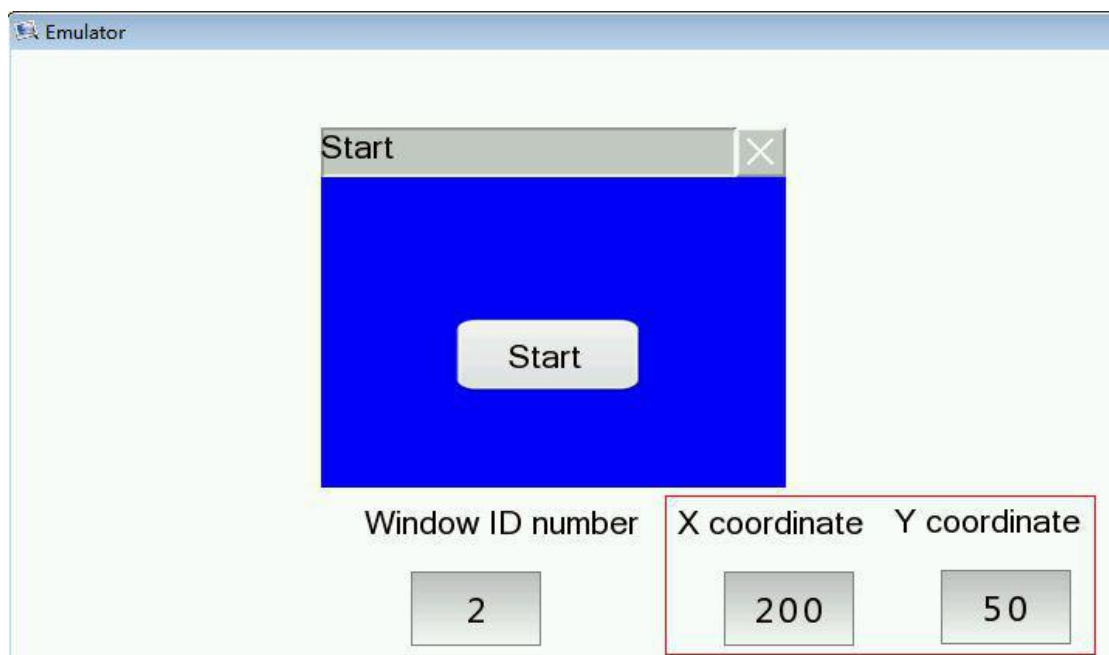 Emulator
Start
Start
Window ID number
X coordinate
Y coordinate
2
200
50